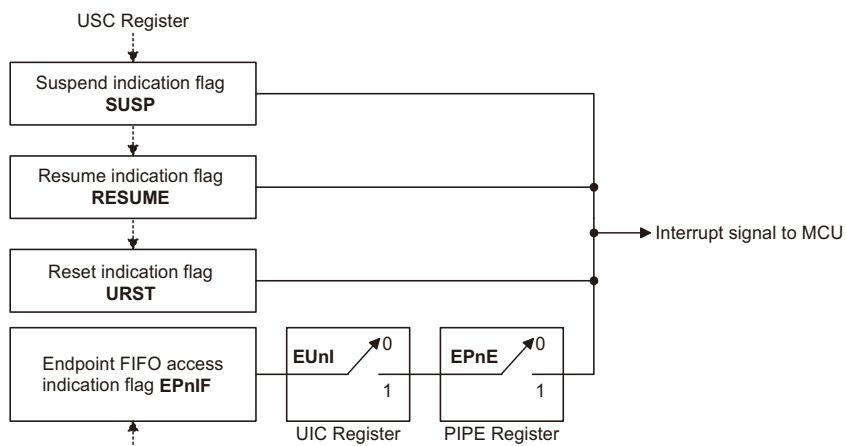 USC Register
Suspend indication flag
SUSP
Resume indication flag
RESUME
Interrupt signal to MCU
Reset indication flag
URST
Endpoint FIFO access
indication flag EPnIF
EUnI
0
1
EPnE
0
1
UIC Register
PIPE Register